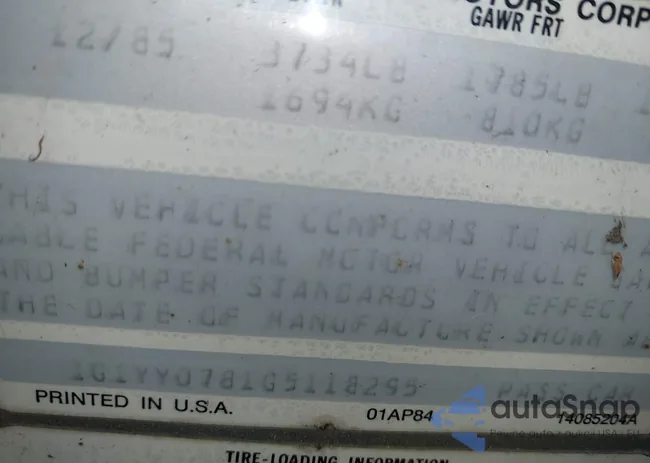 TORS CORP
GAWR FRT
12/85 3734LB 1785LB
1694KG 810KG
THIS VEHICLE CONFORMS TO ALL A
CABLE FEDERAL MOTOR VEHICLE SA
AND BUMPER STANDARDS IN EFFECT
THE DATE OF MANUFACTURE SHOWN
1G1YY0781G5118295 PASS CAR
PRINTED IN U.S.A. 01AP84 14085204A
autoSnap
TIRE-LOADING INFORMATION